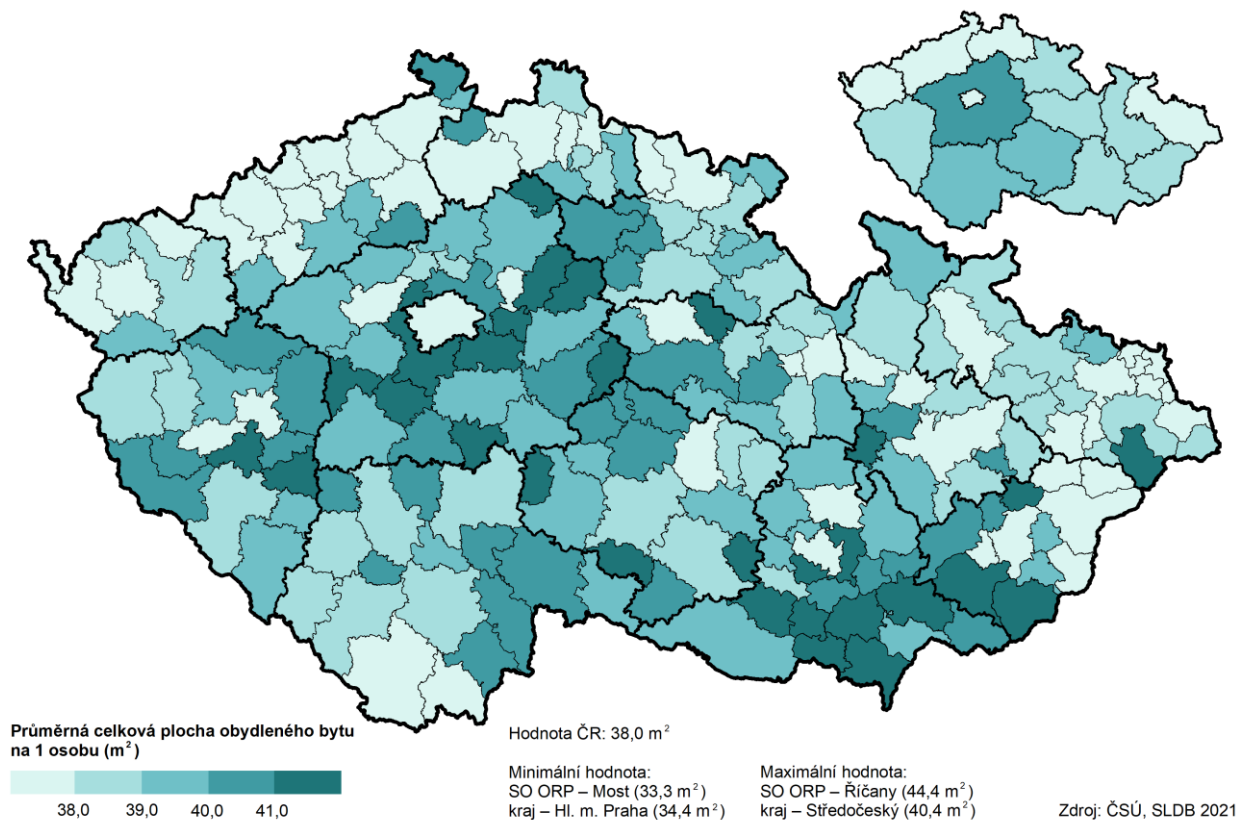 Průměrná celková plocha obydleného bytu
na 1 osobu (m²)
38,0 39,0 40,0 41,0
Hodnota ČR: 38,0 m²
Minimální hodnota:
SO ORP – Most (33,3 m²)
kraj – Hl. m. Praha (34,4 m²)
Maximální hodnota:
SO ORP – Říčany (44,4 m²)
kraj – Středočeský (40,4 m²)
Zdroj: ČSÚ, SLDB 2021